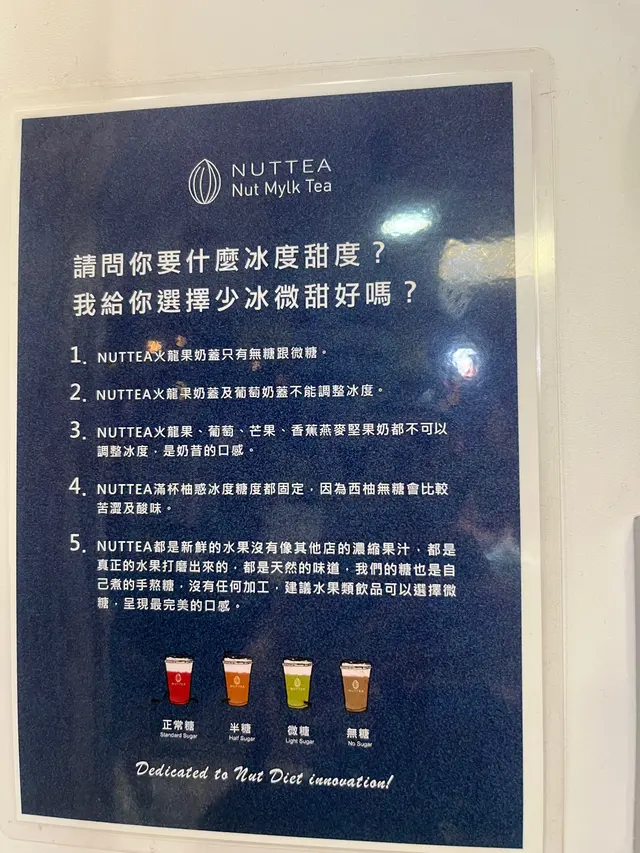 NUTTEA
Nut Mylk Tea
請問你要什麼冰度甜度？
我給你選擇少冰微甜好嗎？
1. NUTTEA火龍果奶蓋只有無糖跟微糖。
2. NUTTEA火龍果奶蓋及葡萄奶蓋不能調整冰度。
3. NUTTEA火龍果、葡萄、芒果、香蕉燕麥堅果奶都不可以
調整冰度，是奶昔的口感。
4. NUTTEA滿杯柚惑冰度糖度都固定，因為西柚無糖會比較
苦澀及酸味。
5. NUTTEA都是新鮮的水果沒有像其他店的濃縮果汁，都是
真正的水果打磨出來的，都是天然的味道，我們的糖也是自
己煮的手熬糖，沒有任何加工，建議水果類飲品可以選擇微
糖，呈現最完美的口感。
正常糖 半糖 微糖 無糖
Standard Sugar Half Sugar Light Sugar No Sugar
Dedicated to Nut Diet innovation!